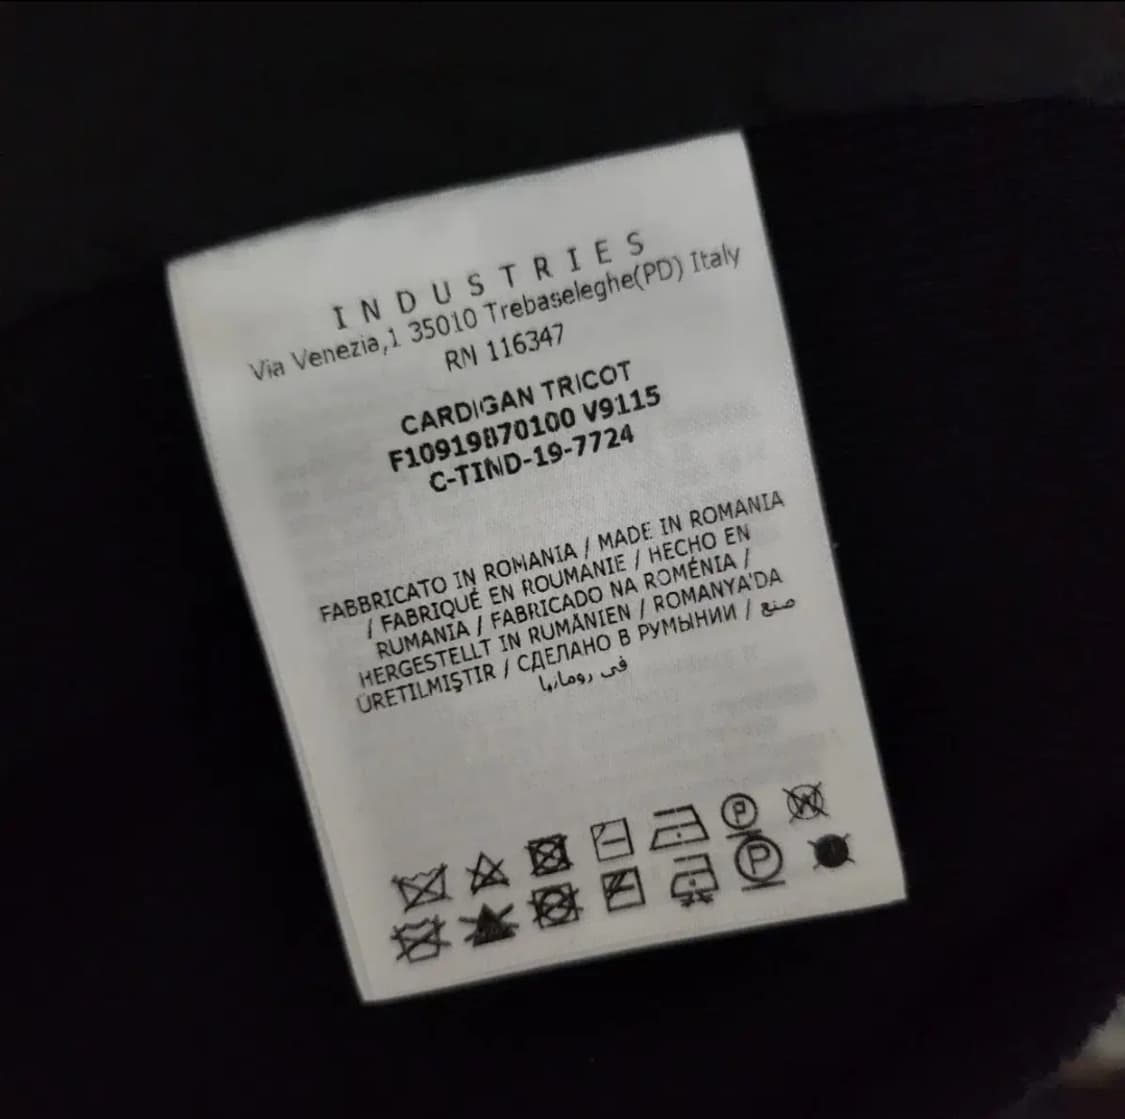 INDUSTRIES
Via Venezia,1 35010 Trebaseleghe(PD) Italy
RN 116347
CARDIGAN TRICOT
F10919B70100 V9115
C-TIND-19-7724
FABBRICATO IN ROMANIA / MADE IN ROMANIA
/ FABRIQUÉ EN ROUMANIE / HECHO EN
RUMANIA / FABRICADO NA ROMÉNIA /
HERGESTELLT IN RUMÄNIEN / ROMANYA'DA
ÜRETILMIŞTIR / СДЕЛАНО В РУМЫНИИ / صنع
في رومانيا
P W
P